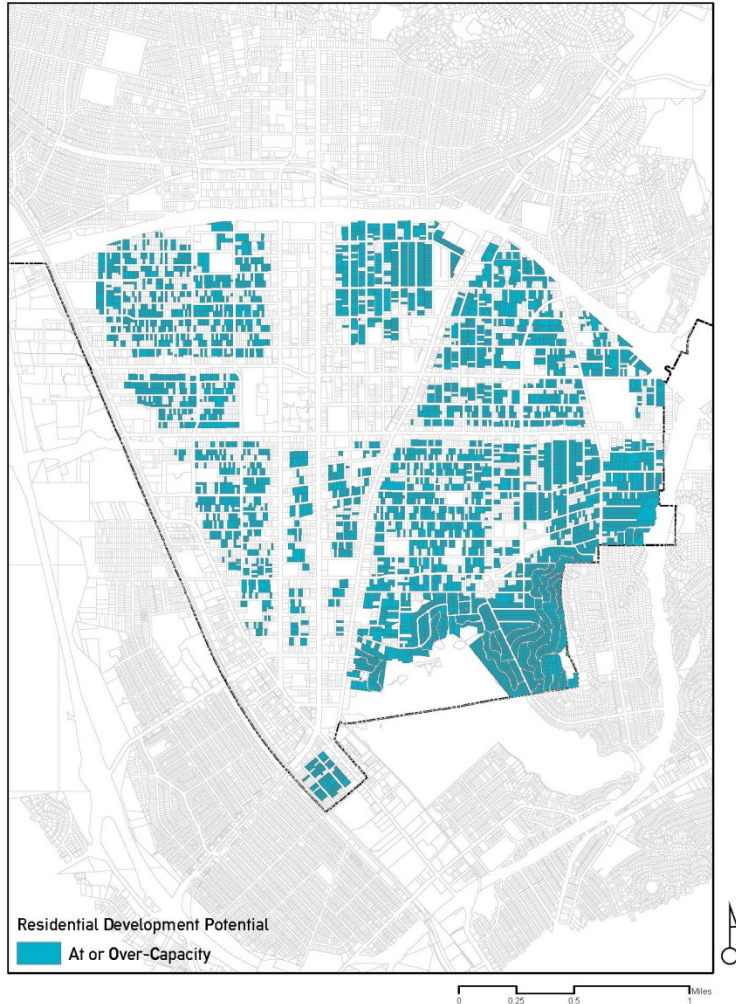 Residential Development Potential
At or Over-Capacity
N
Miles
0 0.25 0.5 1